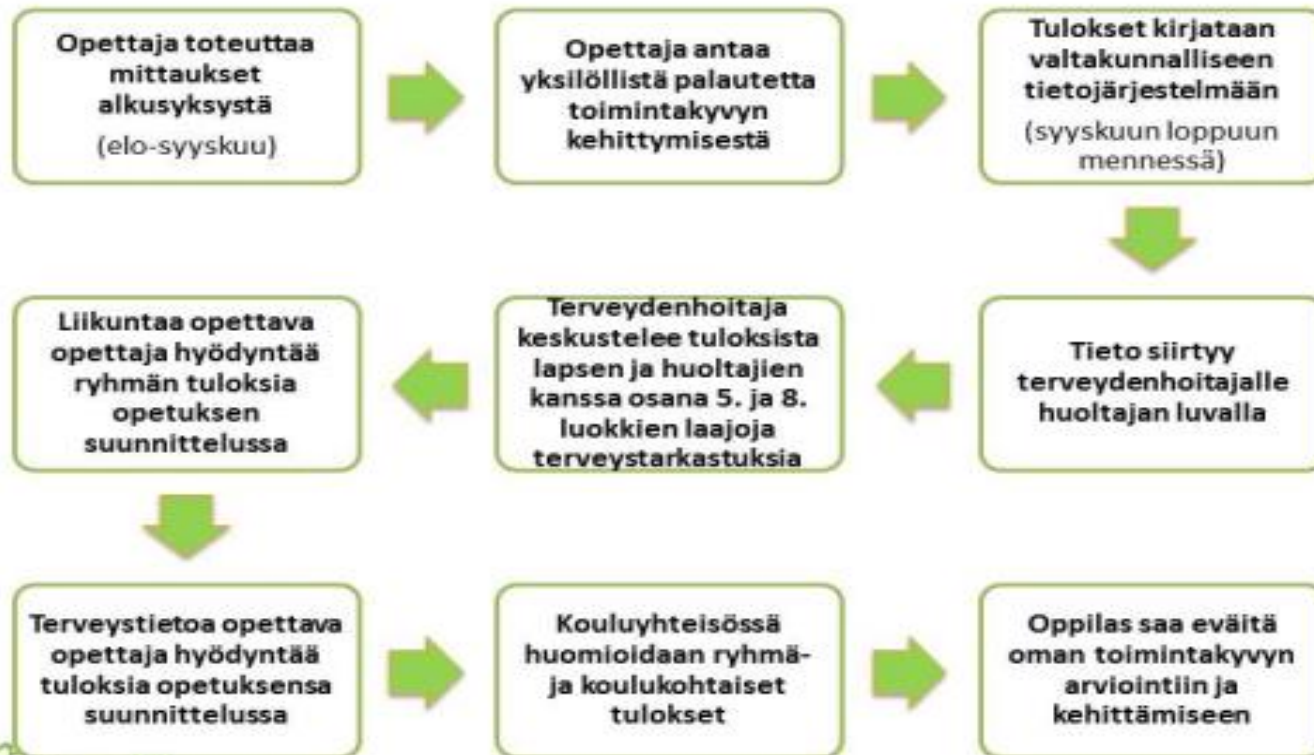 Opettaja toteuttaa
mittaukset
alkusyksystä
(elo-syyskuu)
Opettaja antaa
yksilöllistä palautetta
toimintakyvyn
kehittymisestä
Tulokset kirjataan
valtakunnalliseen
tietojärjestelmään
(syyskuun loppuun
mennessä)
Tieto siirtyy
terveydenhoitajalle
huoltajan luvalla
Terveydenhoitaja
keskustelee tuloksista
lapsen ja huoltajien
kanssa osana 5. ja 8.
luokkien laajoja
terveystarkastuksia
Liikuntaa opettava
opettaja hyödyntää
ryhmän tuloksia
opetuksen
suunnittelussa
Terveystietoa opettava
opettaja hyödyntää
tuloksia opetuksensa
suunnittelussa
Kouluyhteisössä
huomioidaan ryhmä-
ja koulukohtaiset
tulokset
Oppilas saa eväitä
oman toimintakyvyn
arviointiin ja
kehittämiseen